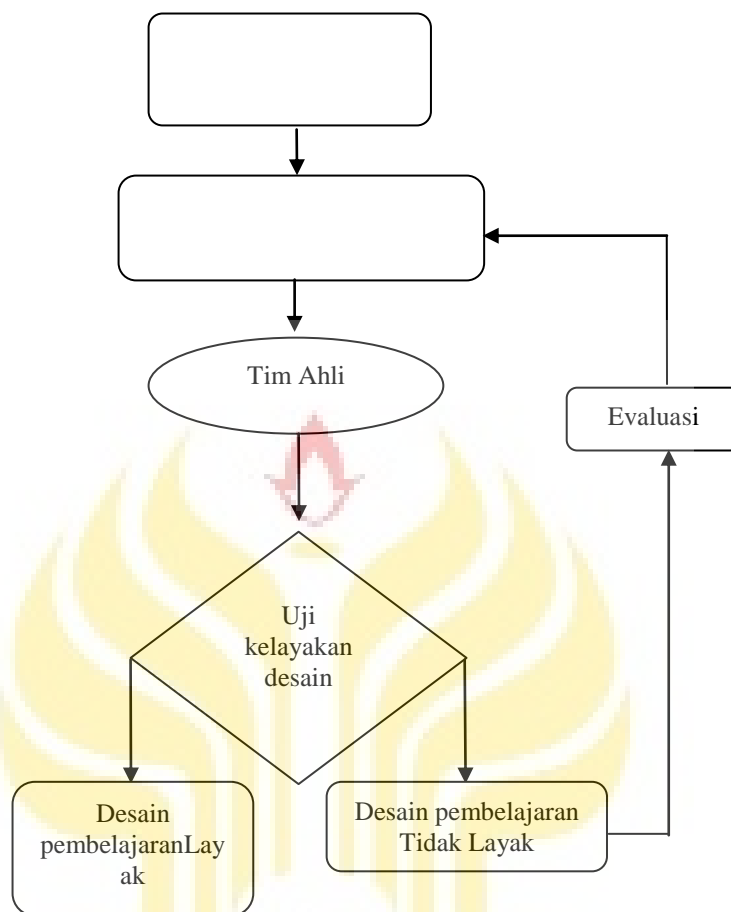 Tim Ahli
Evaluasi
Uji
kelayakan
desain
Desain
pembelajaranLay
ak
Desain pembelajaran
Tidak Layak